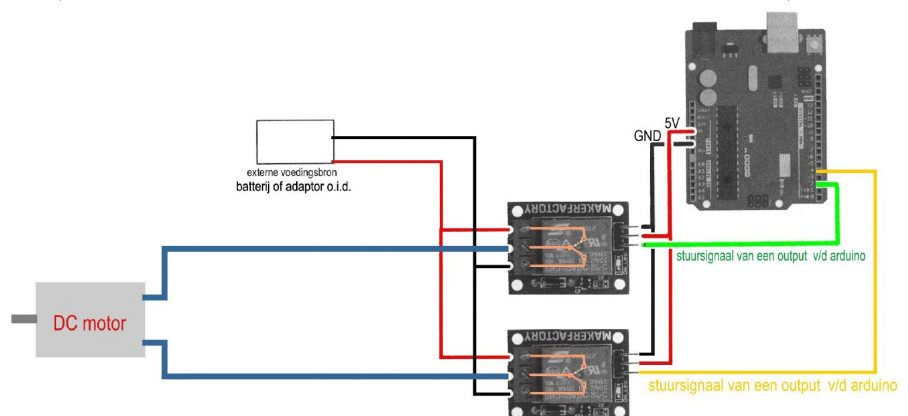 5V
GND
externe voedingsbron
batterij of adaptor o.i.d.
MAKERFACTORY
stuursignaal van een output v/d arduino
DC motor
MAKERFACTORY
stuursignaal van een output v/d arduino